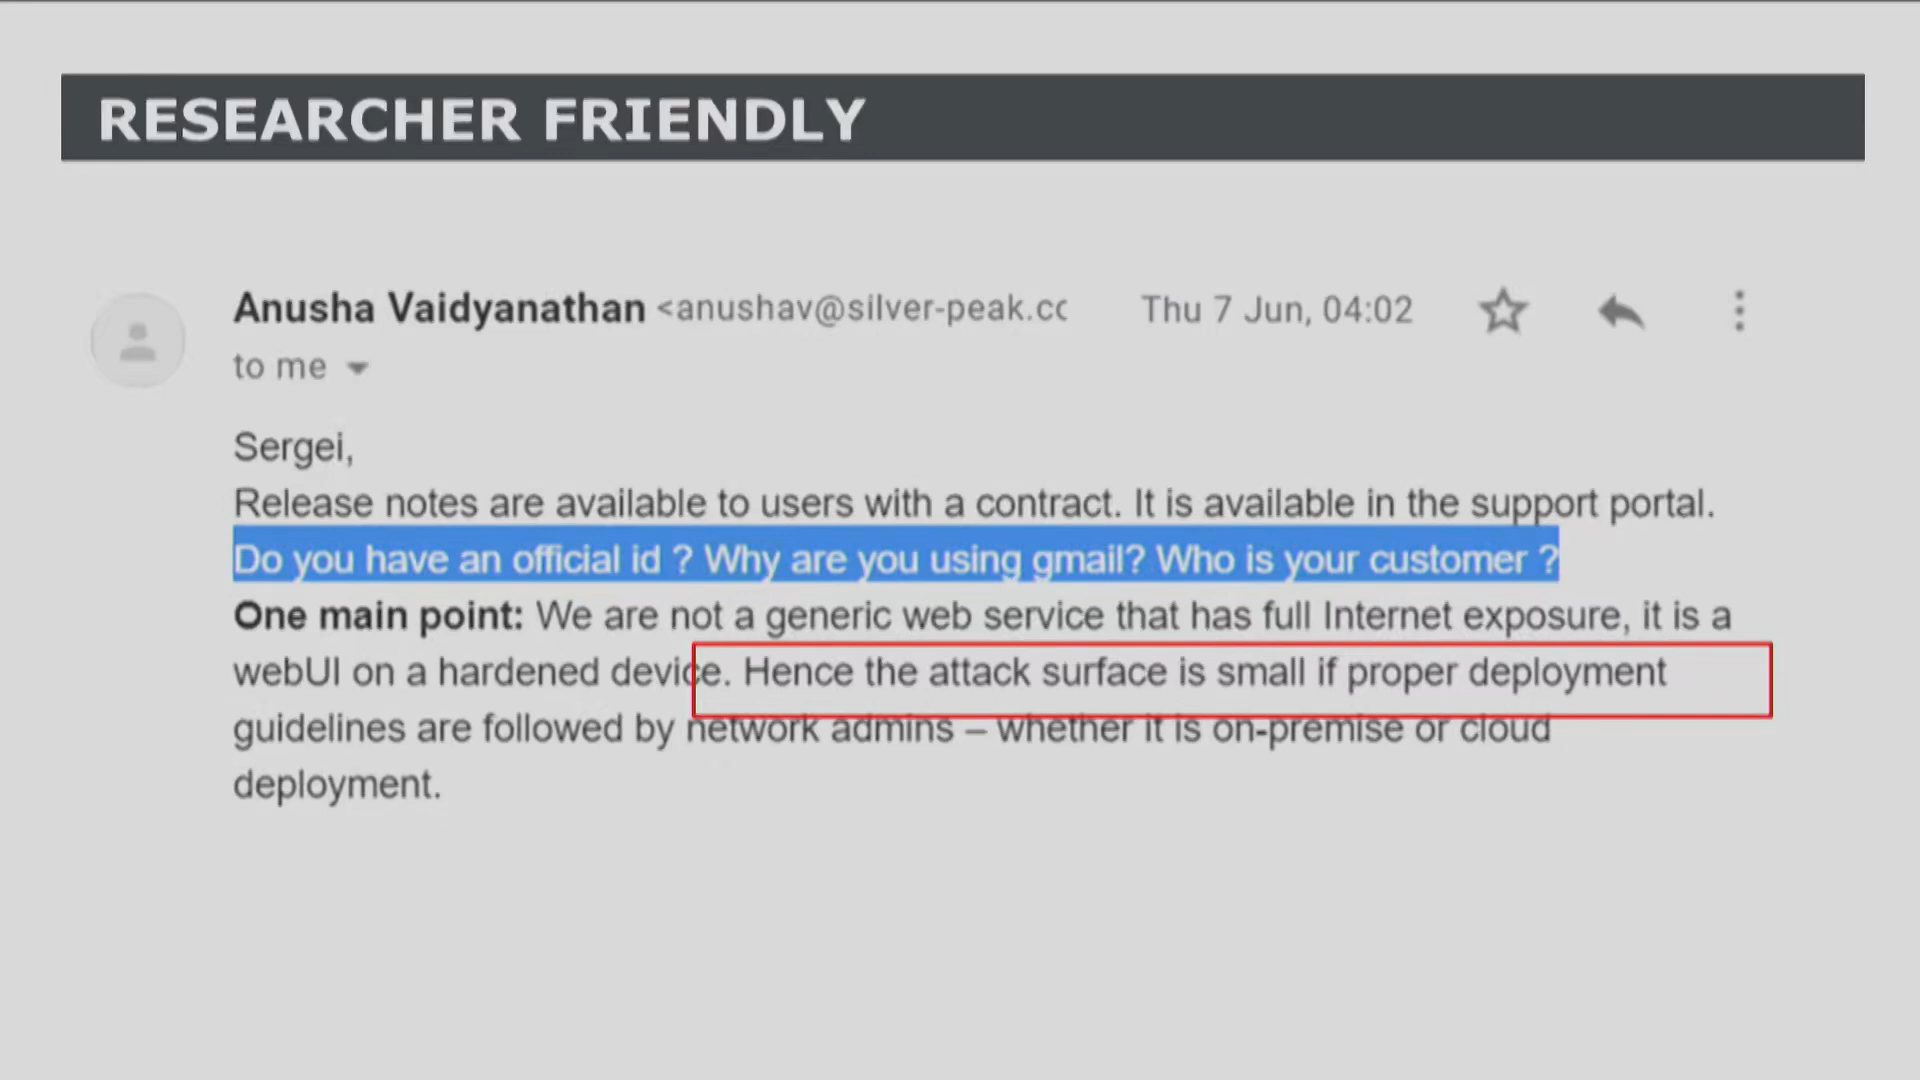 RESEARCHER FRIENDLY
Anusha Vaidyanathan <anushav@silver-peak.cc Thu 7 Jun, 04:02
to me
Sergei,
Release notes are available to users with a contract. It is available in the support portal.
Do you have an official id ? Why are you using gmail? Who is your customer ?
One main point: We are not a generic web service that has full Internet exposure, it is a
webUI on a hardened device. Hence the attack surface is small if proper deployment
guidelines are followed by network admins – whether it is on-premise or cloud
deployment.